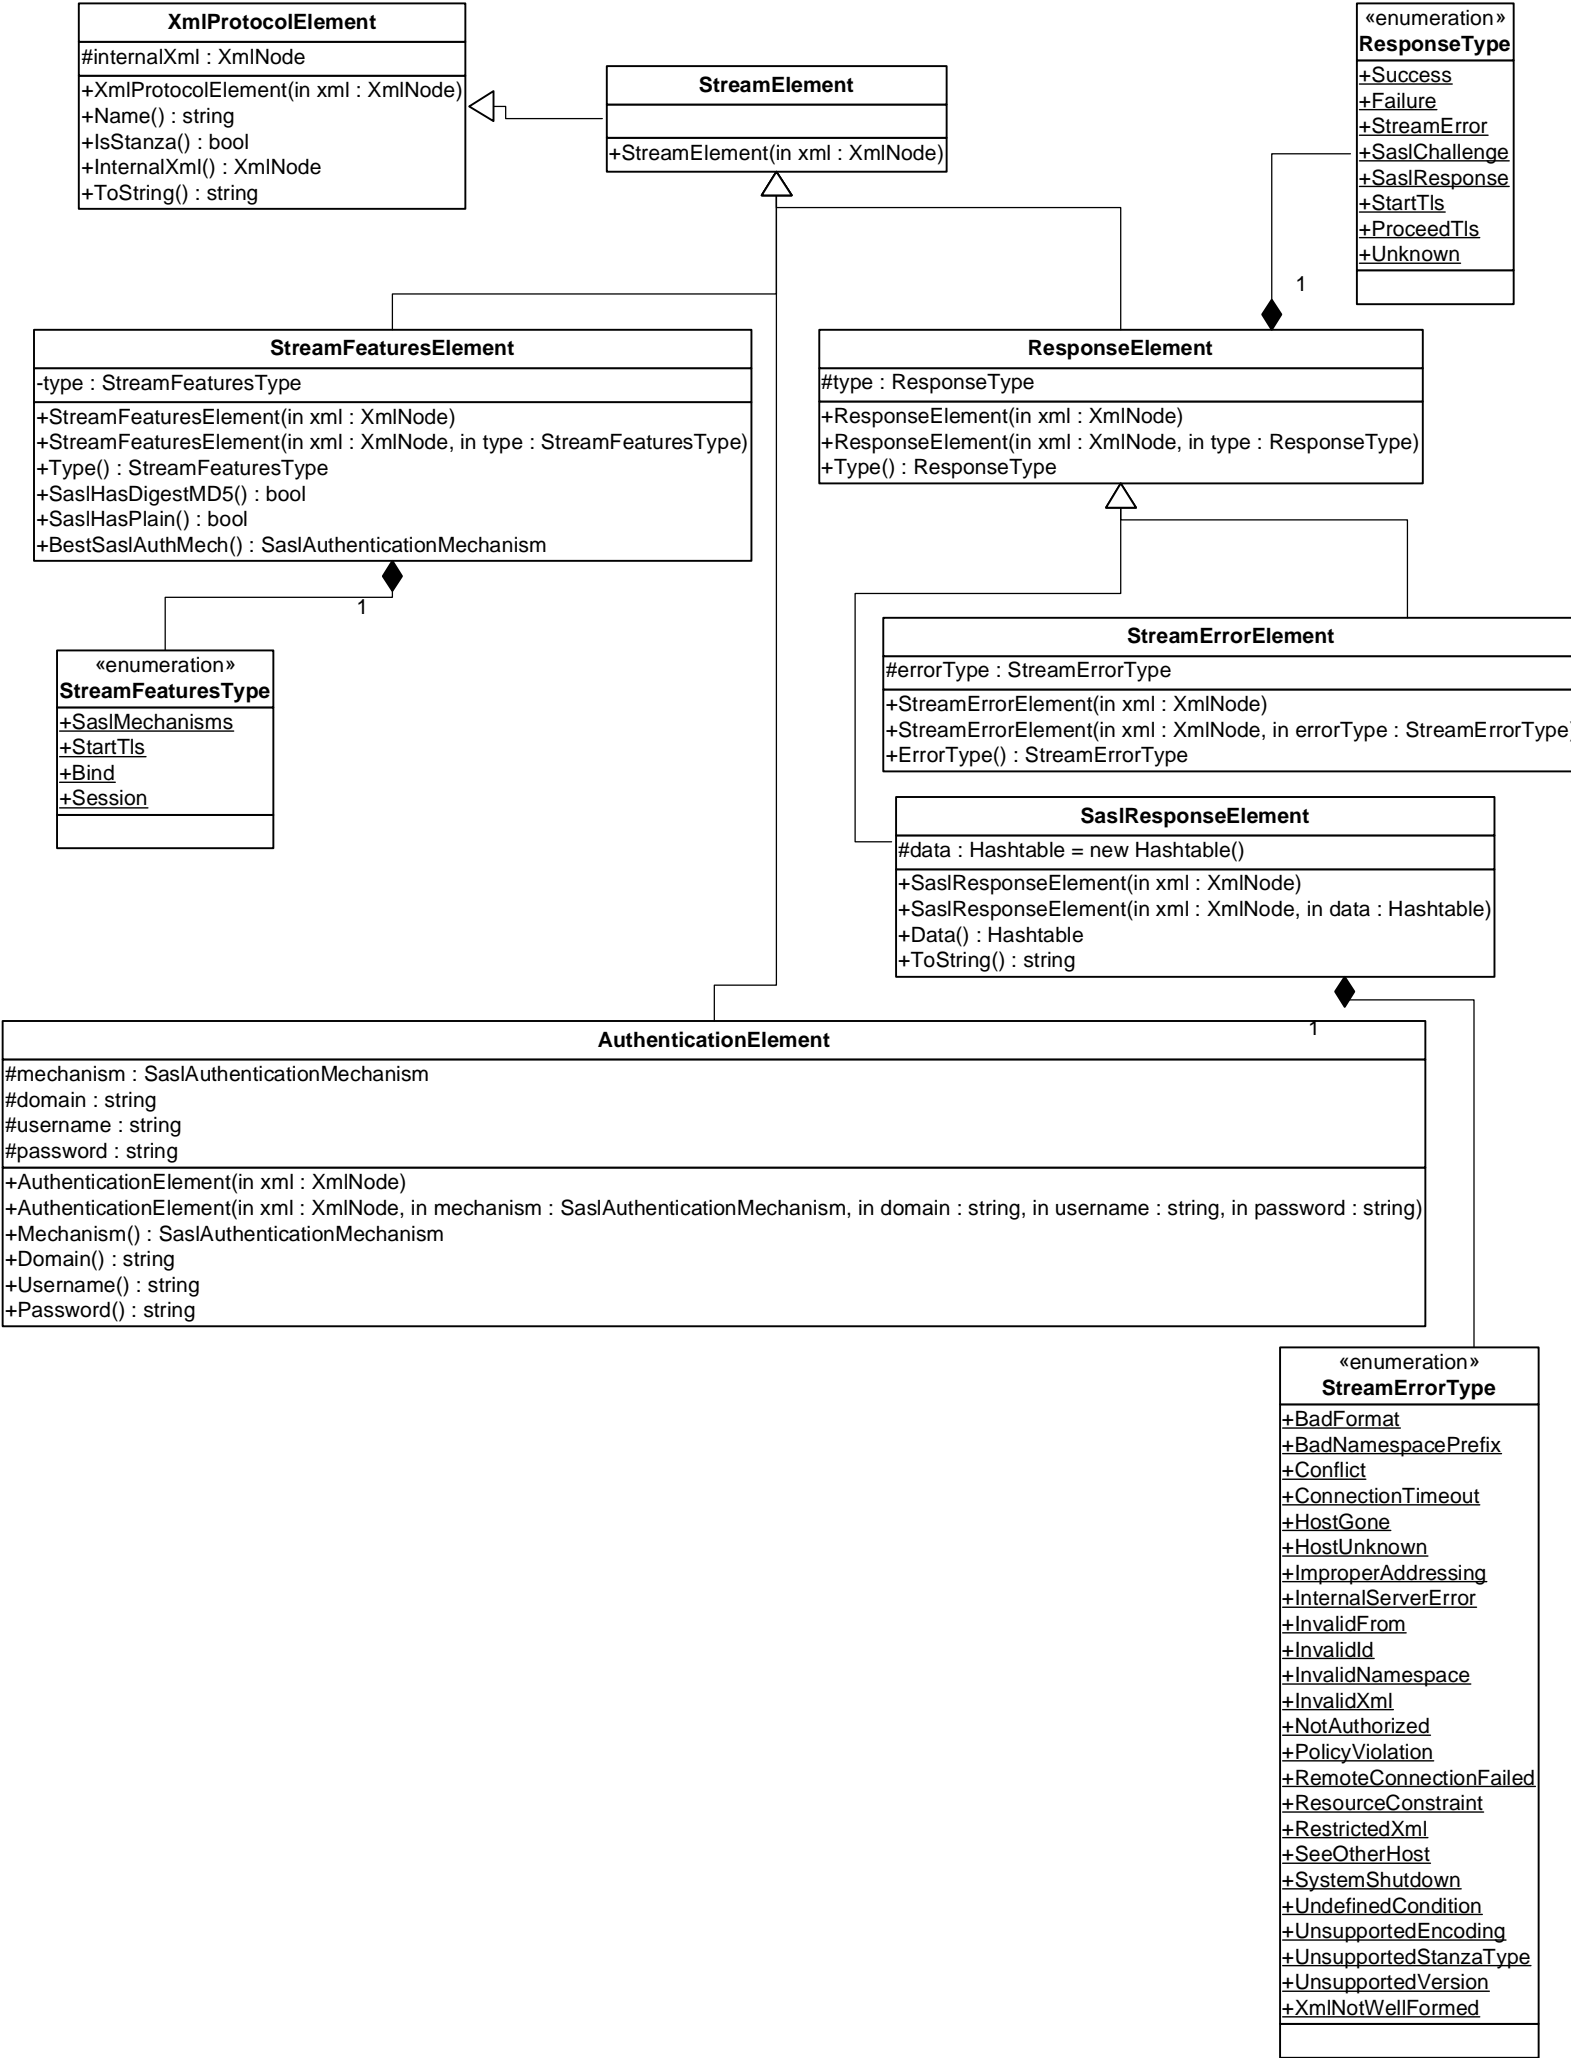 XmlProtocolElement
#internalXml : XmlNode
+XmlProtocolElement(in xml : XmlNode)
+Name() : string
+IsStanza() : bool
+InternalXml() : XmlNode
+ToString() : string
StreamElement
+StreamElement(in xml : XmlNode)
«enumeration»
ResponseType
+Success
+Failure
+StreamError
+SaslChallenge
+SaslResponse
+StartTls
+ProceedTls
+Unknown
1
StreamFeaturesElement
-type : StreamFeaturesType
+StreamFeaturesElement(in xml : XmlNode)
+StreamFeaturesElement(in xml : XmlNode, in type : StreamFeaturesType)
+Type() : StreamFeaturesType
+SaslHasDigestMD5() : bool
+SaslHasPlain() : bool
+BestSaslAuthMech() : SaslAuthenticationMechanism
ResponseElement
#type : ResponseType
+ResponseElement(in xml : XmlNode)
+ResponseElement(in xml : XmlNode, in type : ResponseType)
+Type() : ResponseType
1
«enumeration»
StreamFeaturesType
+SaslMechanisms
+StartTls
+Bind
+Session
StreamErrorElement
#errorType : StreamErrorType
+StreamErrorElement(in xml : XmlNode)
+StreamErrorElement(in xml : XmlNode, in errorType : StreamErrorType)
+ErrorType() : StreamErrorType
SaslResponseElement
#data : Hashtable = new Hashtable()
+SaslResponseElement(in xml : XmlNode)
+SaslResponseElement(in xml : XmlNode, in data : Hashtable)
+Data() : Hashtable
+ToString() : string
1
AuthenticationElement
#mechanism : SaslAuthenticationMechanism
#domain : string
#username : string
#password : string
+AuthenticationElement(in xml : XmlNode)
+AuthenticationElement(in xml : XmlNode, in mechanism : SaslAuthenticationMechanism, in domain : string, in username : string, in password : string)
+Mechanism() : SaslAuthenticationMechanism
+Domain() : string
+Username() : string
+Password() : string
«enumeration»
StreamErrorType
+BadFormat
+BadNamespacePrefix
+Conflict
+ConnectionTimeout
+HostGone
+HostUnknown
+ImproperAddressing
+InternalServerError
+InvalidFrom
+InvalidId
+InvalidNamespace
+InvalidXml
+NotAuthorized
+PolicyViolation
+RemoteConnectionFailed
+ResourceConstraint
+RestrictedXml
+SeeOtherHost
+SystemShutdown
+UndefinedCondition
+UnsupportedEncoding
+UnsupportedStanzaType
+UnsupportedVersion
+XmlNotWellFormed